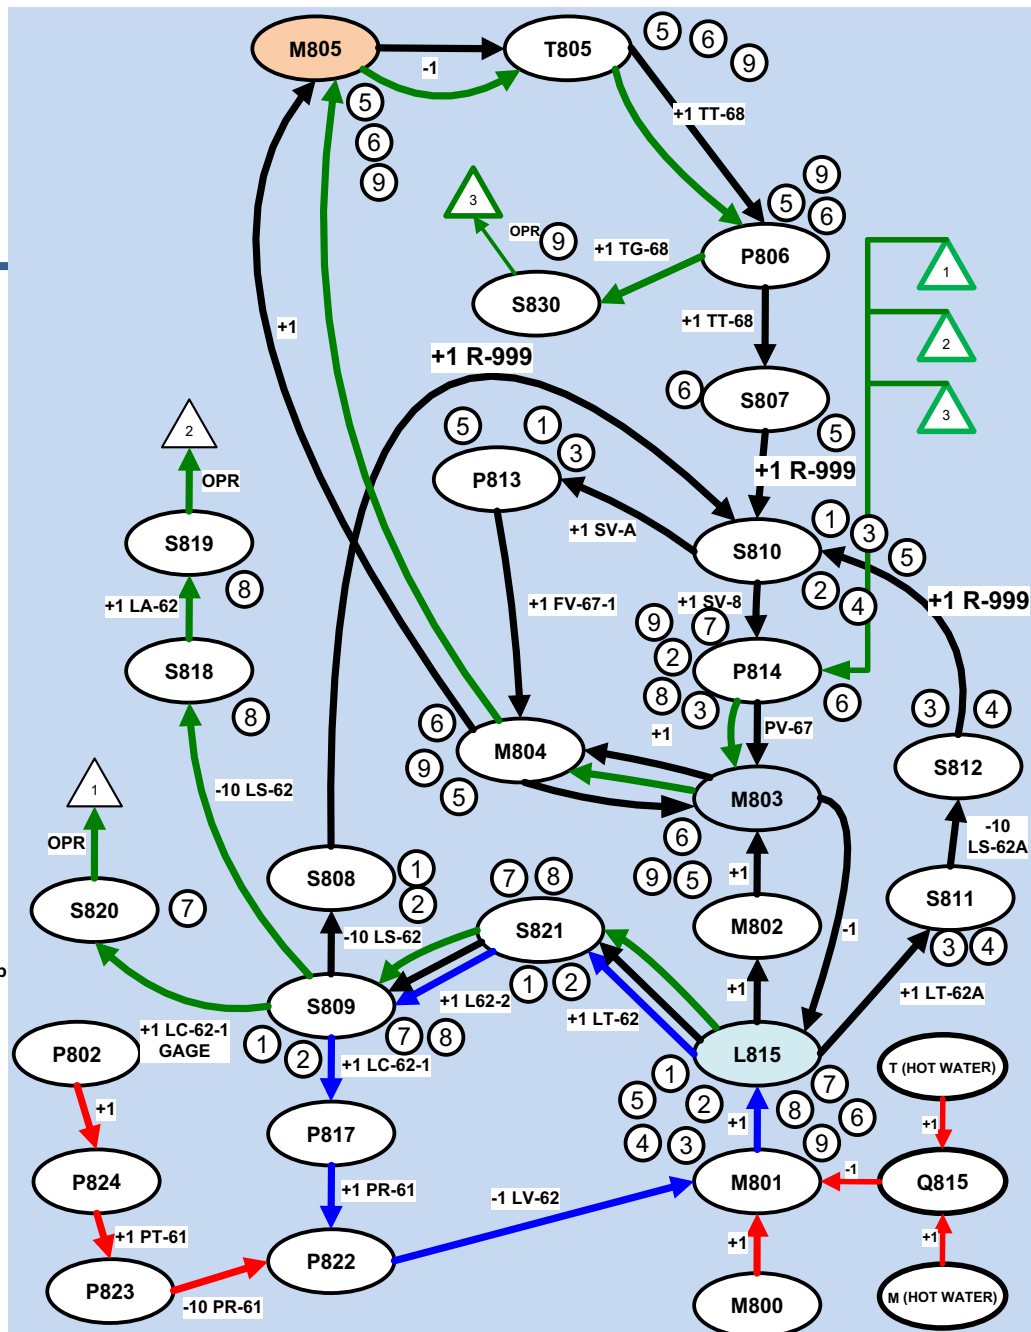 M805
-1
T805
5
6
9
5
6
9
+1 TT-68
9
5
6
3
OPR
9
+1 TG-68
P806
1
S830
+1
+1 TT-68
2
+1 R-999
S807
6
5
3
2
5
1
3
+1 R-999
OPR
P813
S819
+1 SV-A
S810
1
3
5
8
2
4
+1 LA-62
+1 FV-67-1
+1 SV-8
+1 R-999
9
7
S818
2
P814
8
8
3
6
3
4
6
+1
PV-67
M804
9
5
S812
-10 LS-62
M803
1
6
-10
LS-62A
OPR
S808
1
2
9
5
+1
S811
S820
7
7
8
S821
M802
-1
3
4
-10 LS-62
1
2
+1 L62-2
+1 LT-62
+1
+1 LT-62A
p
S809
+1 LC-62-1
GAGE
1
2
7
8
L815
P802
+1 LC-62-1
T (HOT WATER)
1
7
5
2
8
6
+1
P817
4
3
+1
9
+1
P824
+1 PR-61
M801
-1
Q815
-1 LV-62
+1 PT-61
P822
+1
+1
P823
-10 PR-61
M800
M (HOT WATER)